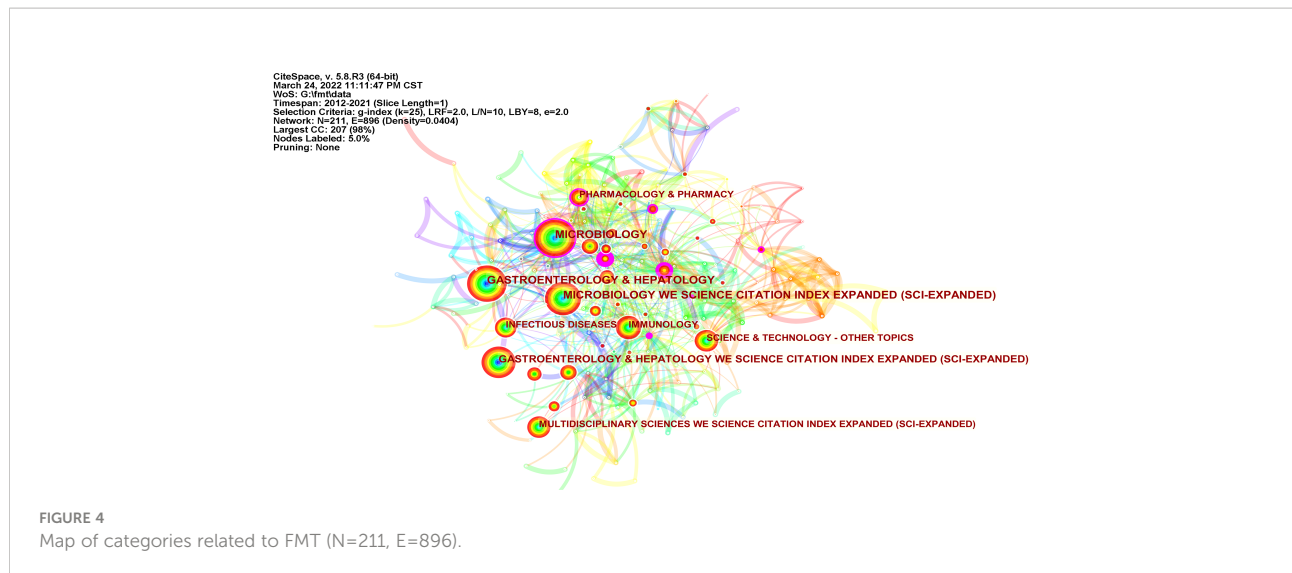 CiteSpace, v. 5.8.R3 (64-bit)
March 24, 2022 11:11:47 PM CST
WoS: G:\fmt\data
Timespan: 2012-2021 (Slice Length=1)
Selection Criteria: g-index (k=25), LRF=2.0, L/N=10, LBY=8, e=2.0
Network: N=211, E=896 (Density=0.0404)
Largest CC: 207 (98%)
Nodes Labeled: 5.0%
Pruning: None
PHARMACOLOGY & PHARMACY
MICROBIOLOGY
GASTROENTEROLOGY & HEPATOLOGY
MICROBIOLOGY WE SCIENCE CITATION INDEX EXPANDED (SCI-EXPANDED)
INFECTIOUS DISEASES
IMMUNOLOGY
SCIENCE & TECHNOLOGY - OTHER TOPICS
GASTROENTEROLOGY & HEPATOLOGY WE SCIENCE CITATION INDEX EXPANDED (SCI-EXPANDED)
MULTIDISCIPLINARY SCIENCES WE SCIENCE CITATION INDEX EXPANDED (SCI-EXPANDED)
FIGURE 4
Map of categories related to FMT (N=211, E=896).